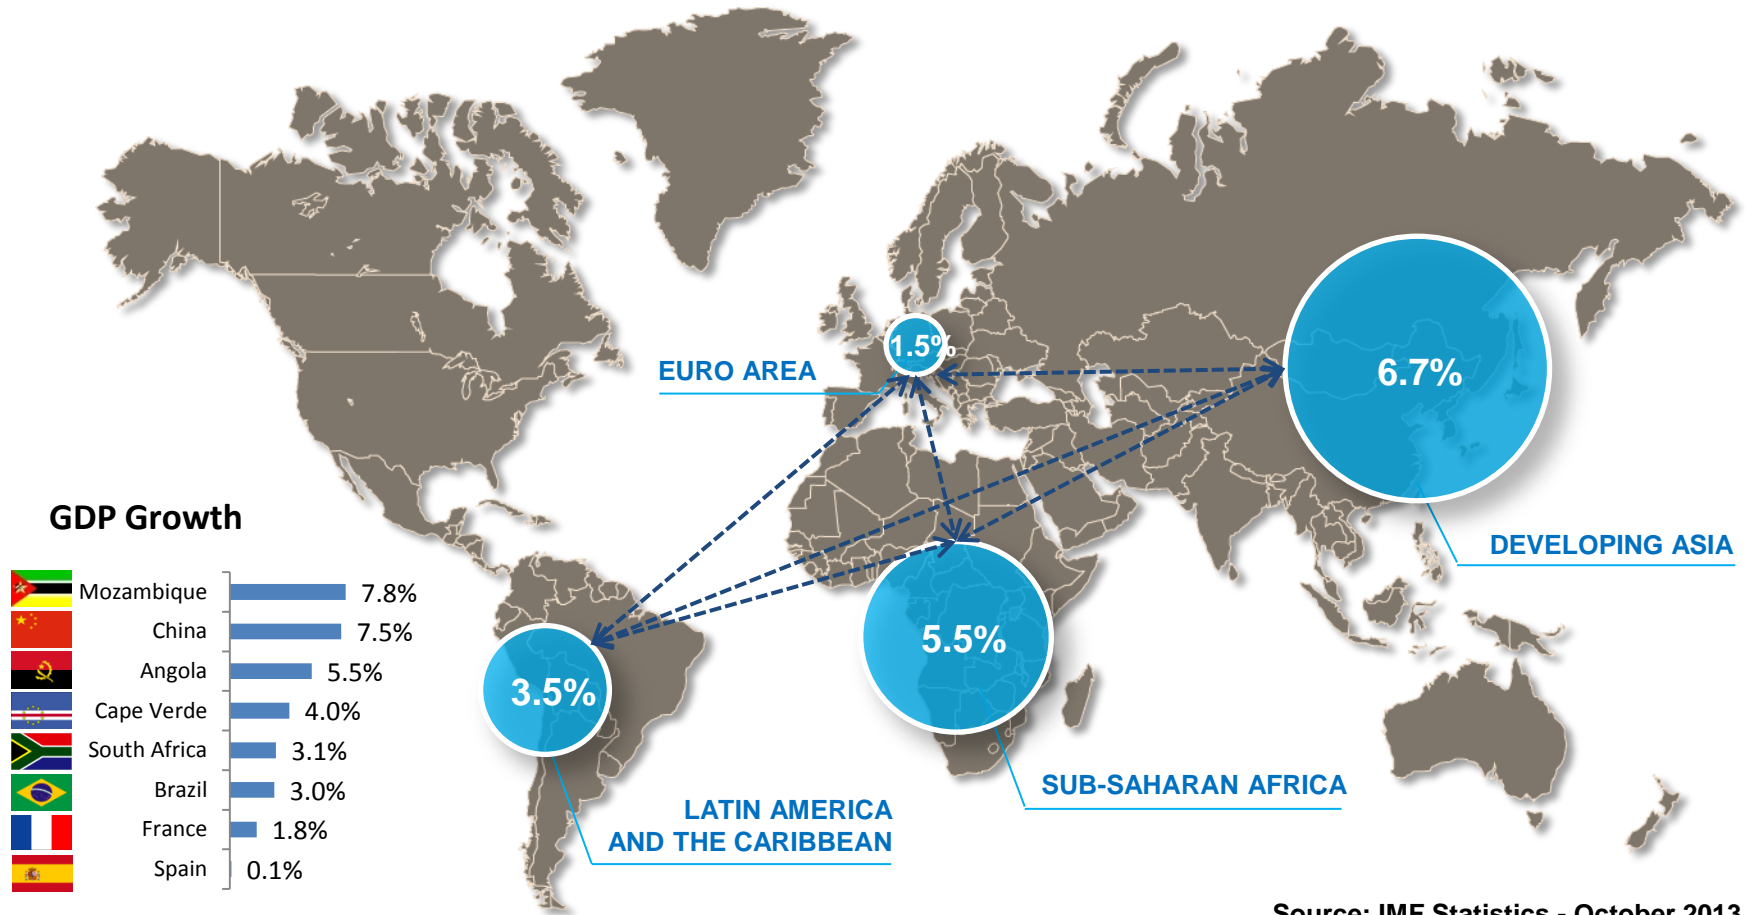 1.5%
EURO AREA
6.7%
DEVELOPING ASIA
5.5%
SUB-SAHARAN AFRICA
3.5%
LATIN AMERICA
AND THE CARIBBEAN
GDP Growth
Mozambique 7.8%
China 7.5%
Angola 5.5%
Cape Verde 4.0%
South Africa 3.1%
Brazil 3.0%
France 1.8%
Spain 0.1%
Source: IMF Statistics - October 2013